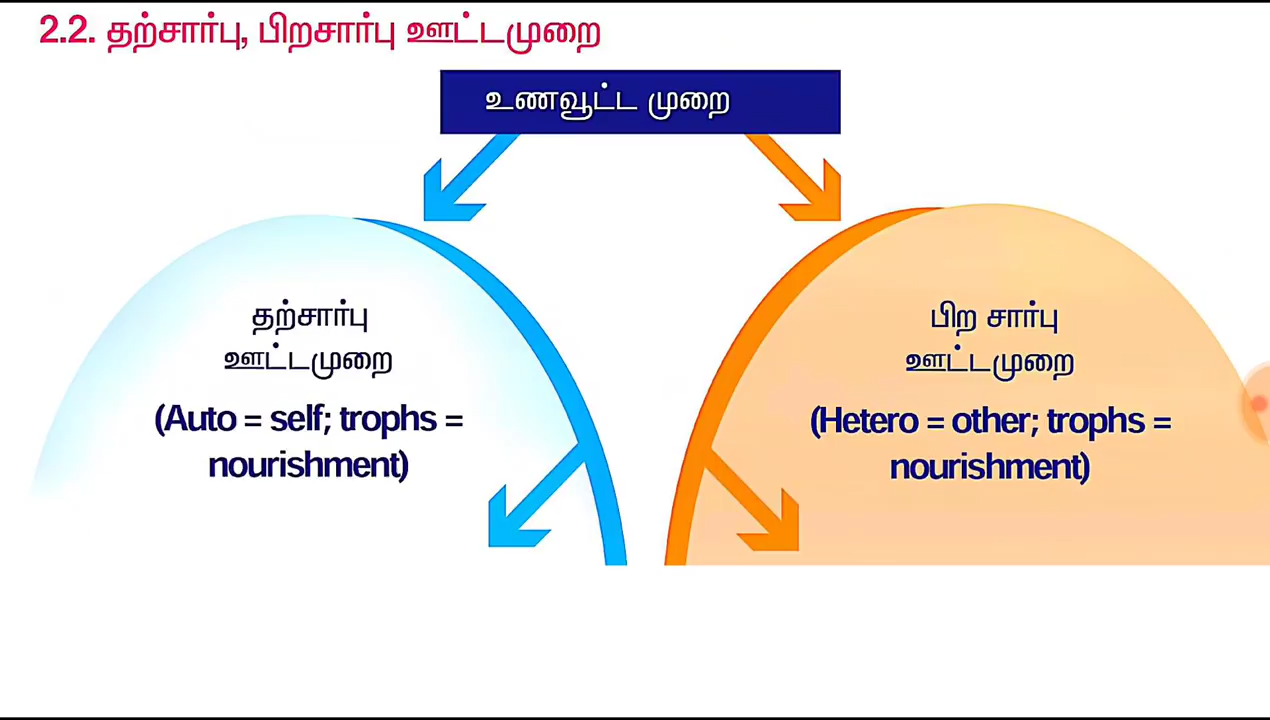 2.2. தற்சார்பு, பிறசார்பு ஊட்டமுறை
உணவூட்ட முறை
தற்சார்பு
ஊட்டமுறை
(Auto = self; trophs =
nourishment)
பிற சார்பு
ஊட்டமுறை
(Hetero = other; trophs =
nourishment)